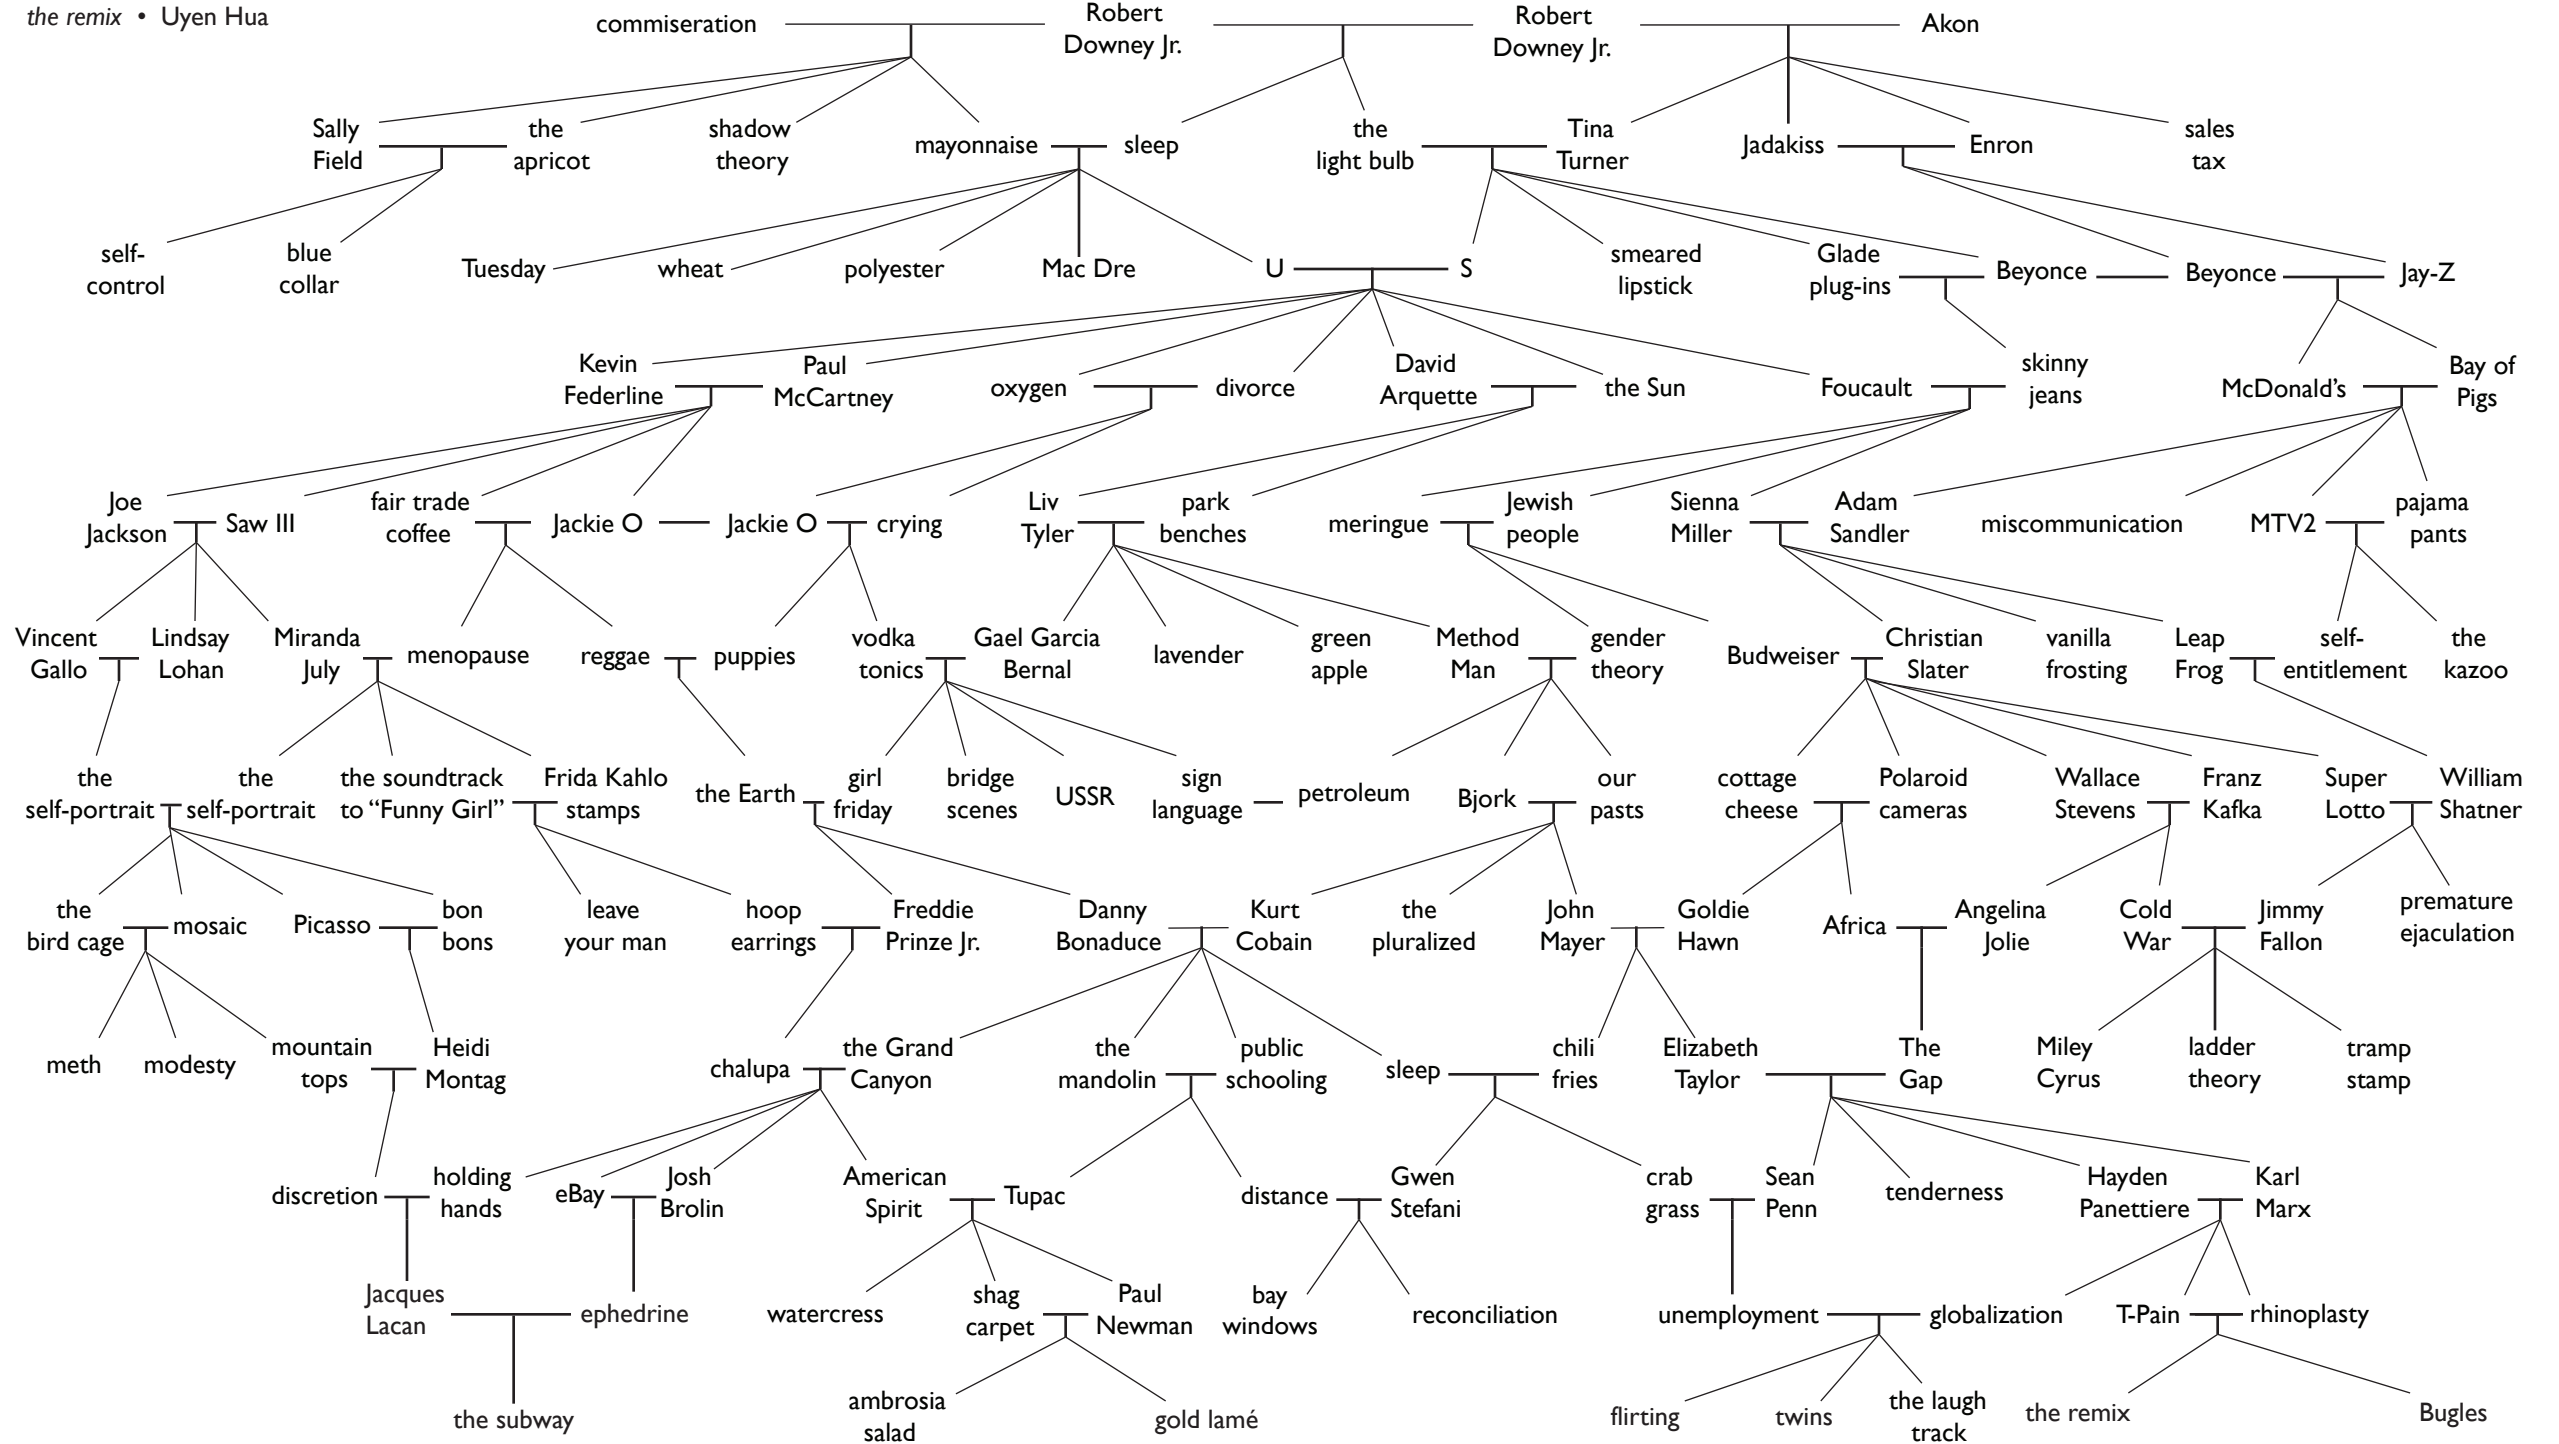 the remix • Uyen Hua
commiseration
Robert
Downey Jr.
Robert
Downey Jr.
Akon
Sally
Field
the
apricot
shadow
theory
mayonnaise
sleep
the
light bulb
Tina
Turner
Jadakiss
Enron
sales
tax
self-
control
blue
collar
Tuesday
wheat
polyester
Mac Dre
U
S
smeared
lipstick
Glade
plug-ins
Beyonce
Beyonce
Jay-Z
Kevin
Federline
Paul
McCartney
oxygen
divorce
David
Arquette
the Sun
Foucault
skinny
jeans
McDonald’s
Bay of
Pigs
Joe
Jackson
Saw III
fair trade
coffee
Jackie O
Jackie O
crying
Liv
Tyler
park
benches
meringue
Jewish
people
Sienna
Miller
Adam
Sandler
miscommunication
MTV2
pajama
pants
Vincent
Gallo
Lindsay
Lohan
Miranda
July
menopause
reggae
puppies
vodka
tonics
Gael Garcia
Bernal
lavender
green
apple
Method
Man
gender
theory
Budweiser
Christian
Slater
vanilla
frosting
Leap
Frog
self-
entitlement
the
kazoo
the
self-portrait
the
self-portrait
the soundtrack
to “Funny Girl”
Frida Kahlo
stamps
the Earth
girl
friday
bridge
scenes
USSR
sign
language
petroleum
Bjork
our
pasts
cottage
cheese
Polaroid
cameras
Wallace
Stevens
Franz
Kafka
Super
Lotto
William
Shatner
the
bird cage
mosaic
Picasso
bon
bons
leave
your man
hoop
earrings
Freddie
Prinze Jr.
Danny
Bonaduce
Kurt
Cobain
the
pluralized
John
Mayer
Goldie
Hawn
Africa
Angelina
Jolie
Cold
War
Jimmy
Fallon
premature
ejaculation
meth
modesty
mountain
tops
Heidi
Montag
chalupa
the Grand
Canyon
the
mandolin
public
schooling
sleep
chili
fries
Elizabeth
Taylor
The
Gap
Miley
Cyrus
ladder
theory
tramp
stamp
discretion
holding
hands
eBay
Josh
Brolin
American
Spirit
Tupac
distance
Gwen
Stefani
crab
grass
Sean
Penn
tenderness
Hayden
Panettiere
Karl
Marx
Jacques
Lacan
ephedrine
watercress
shag
carpet
Paul
Newman
bay
windows
reconciliation
unemployment
globalization
T-Pain
rhinoplasty
the subway
ambrosia
salad
gold lamé
flirting
twins
the laugh
track
the remix
Bugles